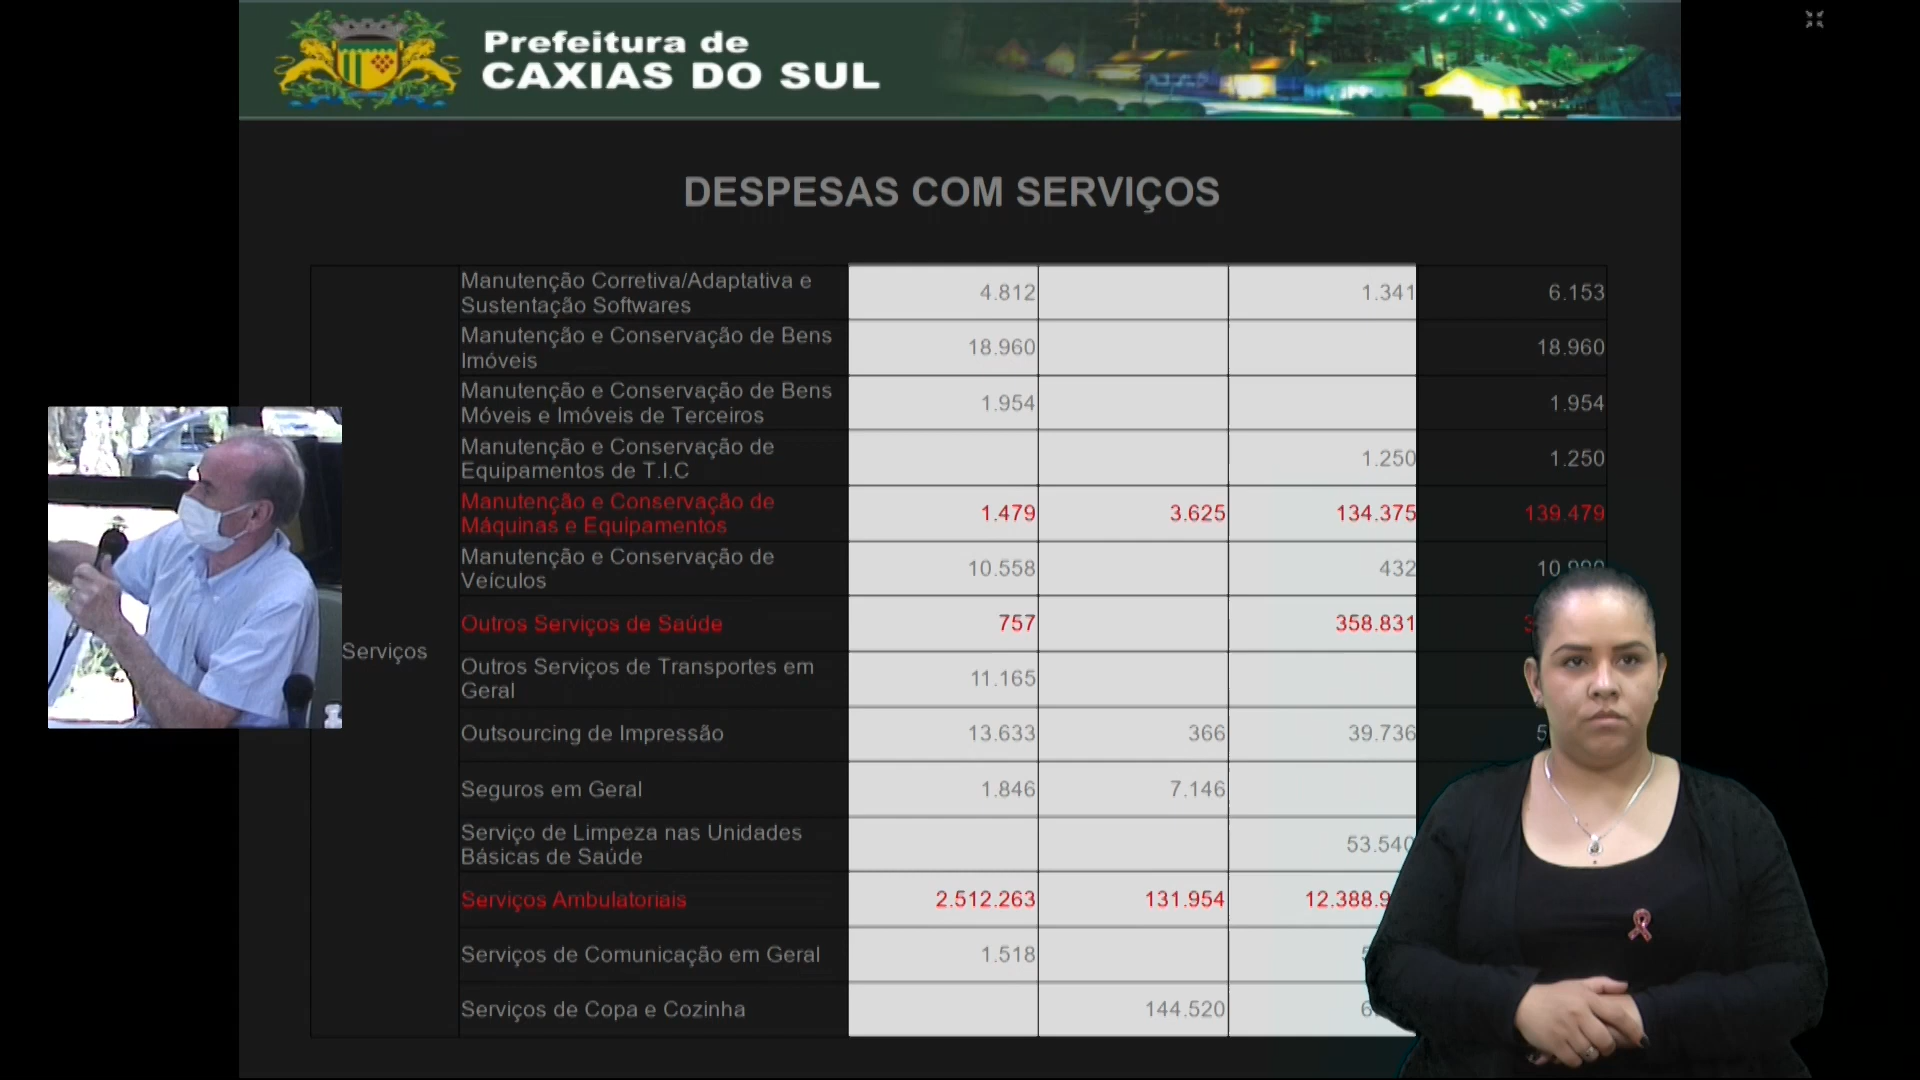 Prefeitura de
CAXIAS DO SUL
DESPESAS COM SERVIÇOS
Serviços
Manutenção Corretiva/Adaptativa e
Sustentação Softwares
4.812 1.341 6.153
Manutenção e Conservação de Bens
Imóveis
18.960 18.960
Manutenção e Conservação de Bens
Móveis e Imóveis de Terceiros
1.954 1.954
Manutenção e Conservação de
Equipamentos de T.I.C
1.250 1.250
Manutenção e Conservação de
Máquinas e Equipamentos
1.479 3.625 134.375 139.479
Manutenção e Conservação de
Veículos
10.558 432
Outros Serviços de Saúde 757 358.831
Outros Serviços de Transportes em
Geral
11.165
Outsourcing de Impressão 13.633 366 39.736
Seguros em Geral 1.846 7.146
Serviço de Limpeza nas Unidades
Básicas de Saúde
53.540
Serviços Ambulatoriais 2.512.263 131.954
Serviços de Comunicação em Geral 1.518
Serviços de Copa e Cozinha 144.520